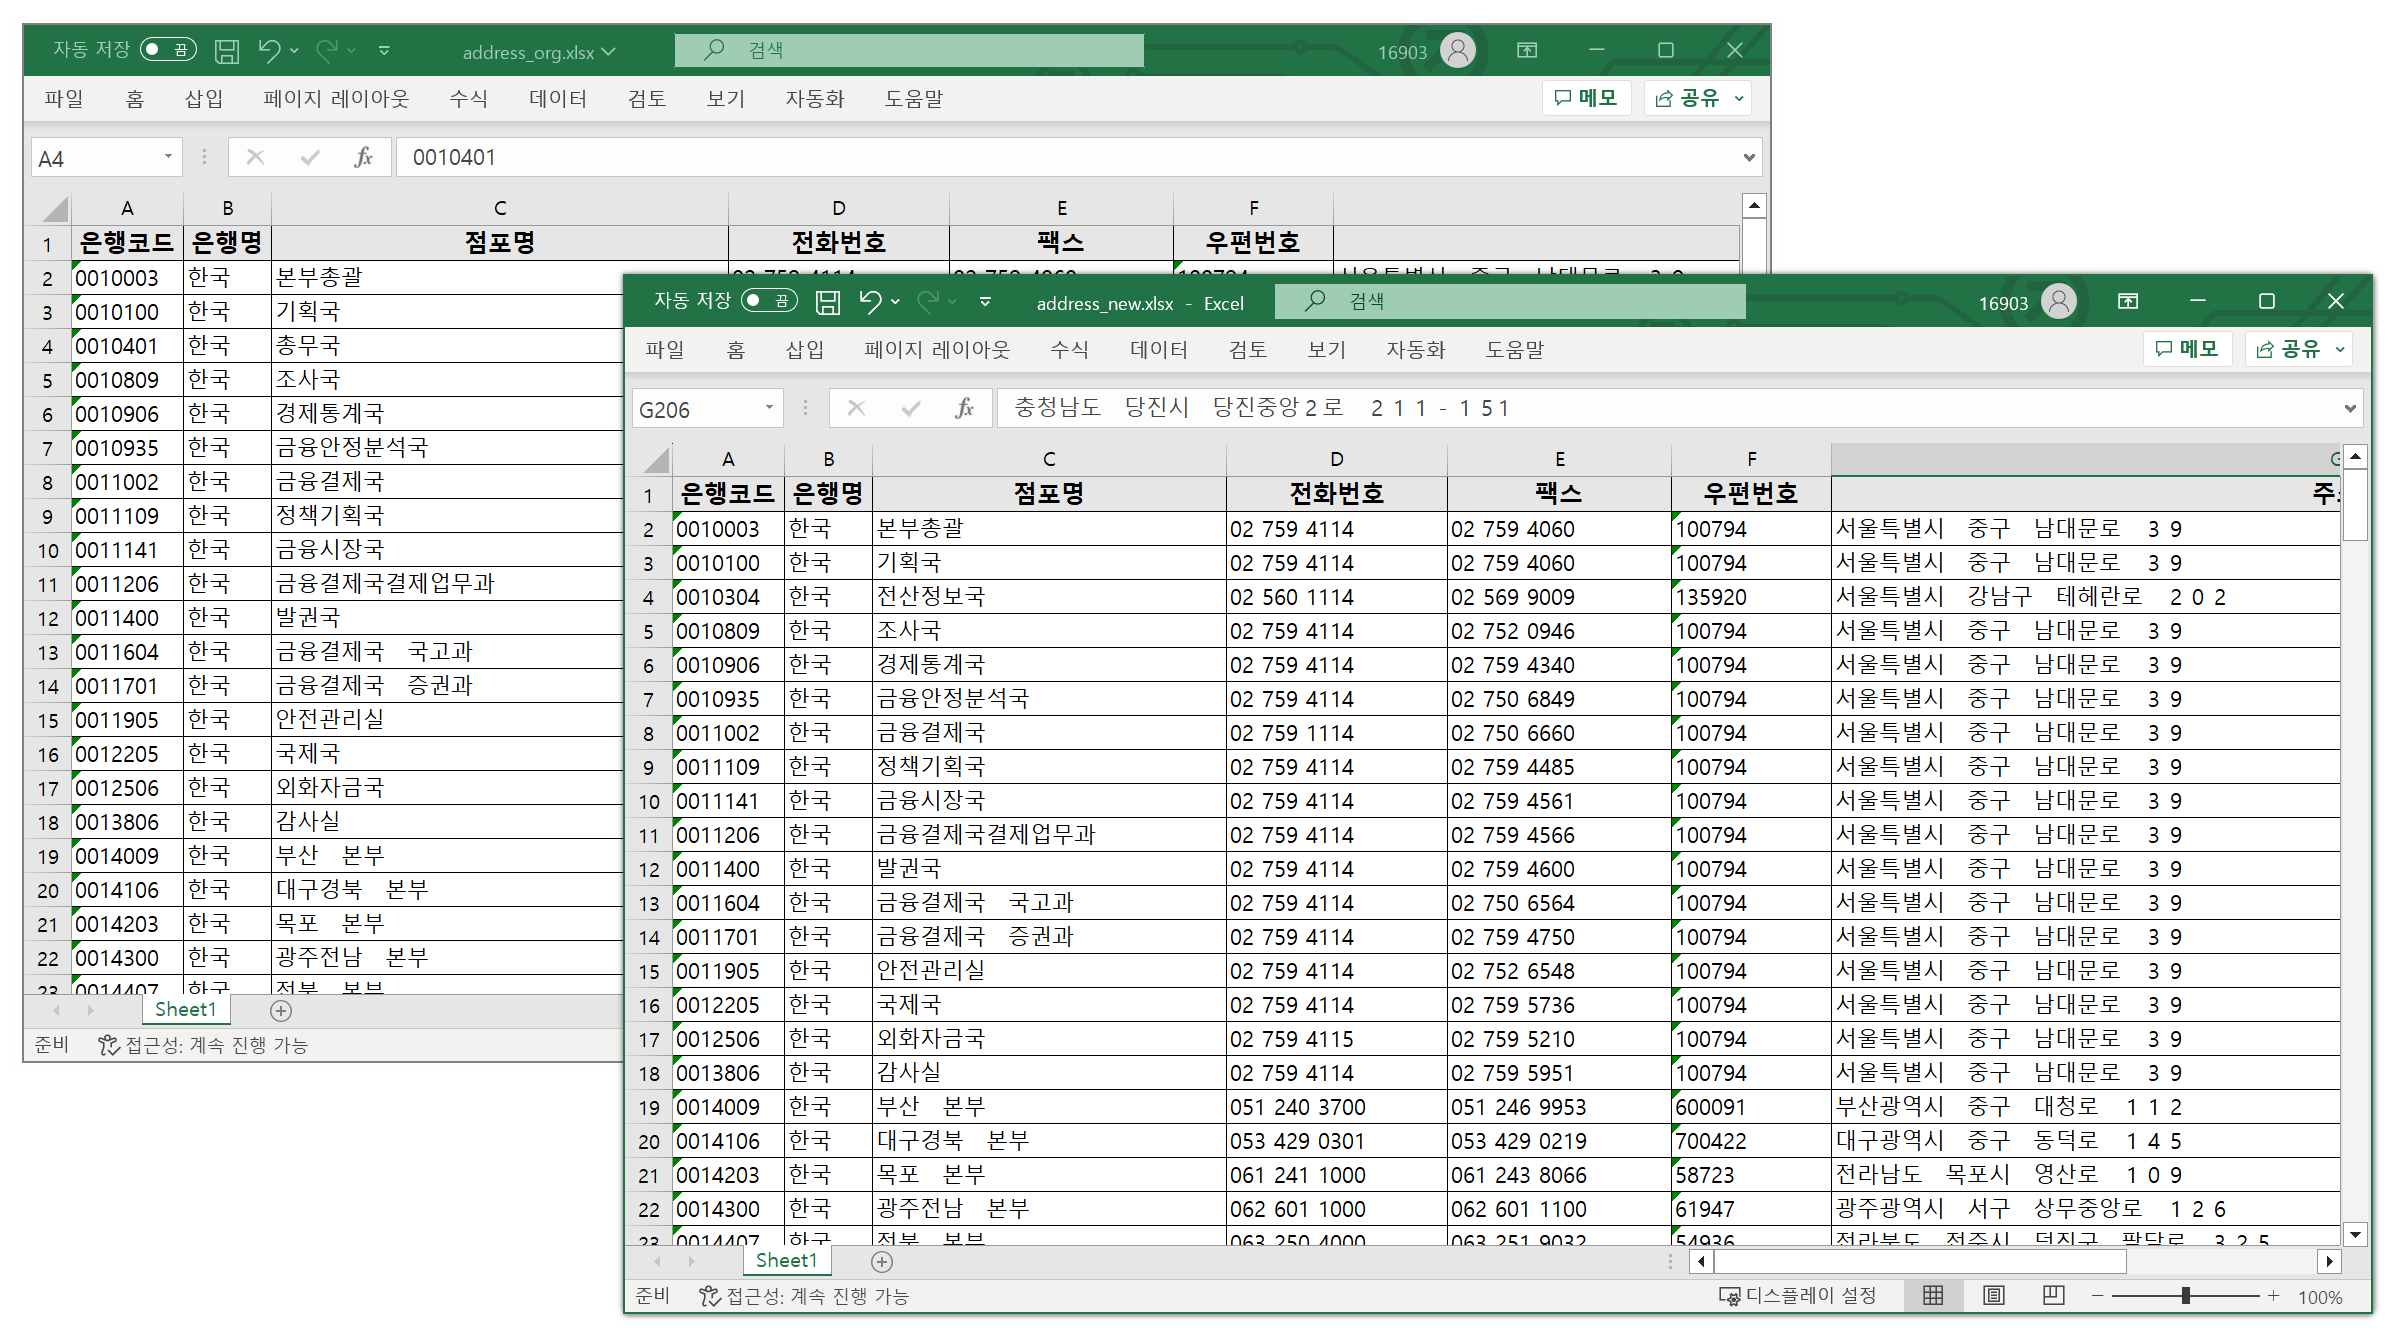 자동 저장 끔 address_org.xlsx 검색 16903
파일 홈 삽입 페이지 레이아웃 수식 데이터 검토 보기 자동화 도움말 메모 공유
A4 fx 0010401
A B C D E F
1 은행코드 은행명 점포명 전화번호 팩스 우편번호
2 0010003 한국 본부총괄
3 0010100 한국 기획국
4 0010401 한국 총무국
5 0010809 한국 조사국
6 0010906 한국 경제통계국
7 0010935 한국 금융안정분석국
8 0011002 한국 금융결제국
9 0011109 한국 정책기획국
10 0011141 한국 금융시장국
11 0011206 한국 금융결제국결제업무과
12 0011400 한국 발권국
13 0011604 한국 금융결제국 국고과
14 0011701 한국 금융결제국 증권과
15 0011905 한국 안전관리실
16 0012205 한국 국제국
17 0012506 한국 외화자금국
18 0013806 한국 감사실
19 0014009 한국 부산 본부
20 0014106 한국 대구경북 본부
21 0014203 한국 목포 본부
22 0014300 한국 광주전남 본부
23 0014407 한국 전북 본부
Sheet1
준비 접근성: 계속 진행 가능
자동 저장 끔 address_new.xlsx - Excel 검색 16903
파일 홈 삽입 페이지 레이아웃 수식 데이터 검토 보기 자동화 도움말 메모 공유
G206 fx 충청남도 당진시 당진중앙2로 211-151
A B C D E F G
1 은행코드 은행명 점포명 전화번호 팩스 우편번호
2 0010003 한국 본부총괄 02 759 4114 02 759 4060 100794 서울특별시 중구 남대문로 39
3 0010100 한국 기획국 02 759 4114 02 759 4060 100794 서울특별시 중구 남대문로 39
4 0010304 한국 전산정보국 02 560 1114 02 569 9009 135920 서울특별시 강남구 테헤란로 202
5 0010809 한국 조사국 02 759 4114 02 752 0946 100794 서울특별시 중구 남대문로 39
6 0010906 한국 경제통계국 02 759 4114 02 759 4340 100794 서울특별시 중구 남대문로 39
7 0010935 한국 금융안정분석국 02 759 4114 02 750 6849 100794 서울특별시 중구 남대문로 39
8 0011002 한국 금융결제국 02 759 1114 02 750 6660 100794 서울특별시 중구 남대문로 39
9 0011109 한국 정책기획국 02 759 4114 02 759 4485 100794 서울특별시 중구 남대문로 39
10 0011141 한국 금융시장국 02 759 4114 02 759 4561 100794 서울특별시 중구 남대문로 39
11 0011206 한국 금융결제국결제업무과 02 759 4114 02 759 4566 100794 서울특별시 중구 남대문로 39
12 0011400 한국 발권국 02 759 4114 02 759 4600 100794 서울특별시 중구 남대문로 39
13 0011604 한국 금융결제국 국고과 02 759 4114 02 750 6564 100794 서울특별시 중구 남대문로 39
14 0011701 한국 금융결제국 증권과 02 759 4114 02 759 4750 100794 서울특별시 중구 남대문로 39
15 0011905 한국 안전관리실 02 759 4114 02 752 6548 100794 서울특별시 중구 남대문로 39
16 0012205 한국 국제국 02 759 4114 02 759 5736 100794 서울특별시 중구 남대문로 39
17 0012506 한국 외화자금국 02 759 4115 02 759 5210 100794 서울특별시 중구 남대문로 39
18 0013806 한국 감사실 02 759 4114 02 759 5951 100794 서울특별시 중구 남대문로 39
19 0014009 한국 부산 본부 051 240 3700 051 246 9953 600091 부산광역시 중구 대청로 112
20 0014106 한국 대구경북 본부 053 429 0301 053 429 0219 700422 대구광역시 중구 동덕로 145
21 0014203 한국 목포 본부 061 241 1000 061 243 8066 58723 전라남도 목포시 영산로 109
22 0014300 한국 광주전남 본부 062 601 1000 062 601 1100 61947 광주광역시 서구 상무중앙로 126
23 0014407 한국 전북 본부 063 250 4000 063 251 9032 54936 전라북도 전주시 덕진구 팔달로 325
Sheet1
준비 접근성: 계속 진행 가능 디스플레이 설정 100%